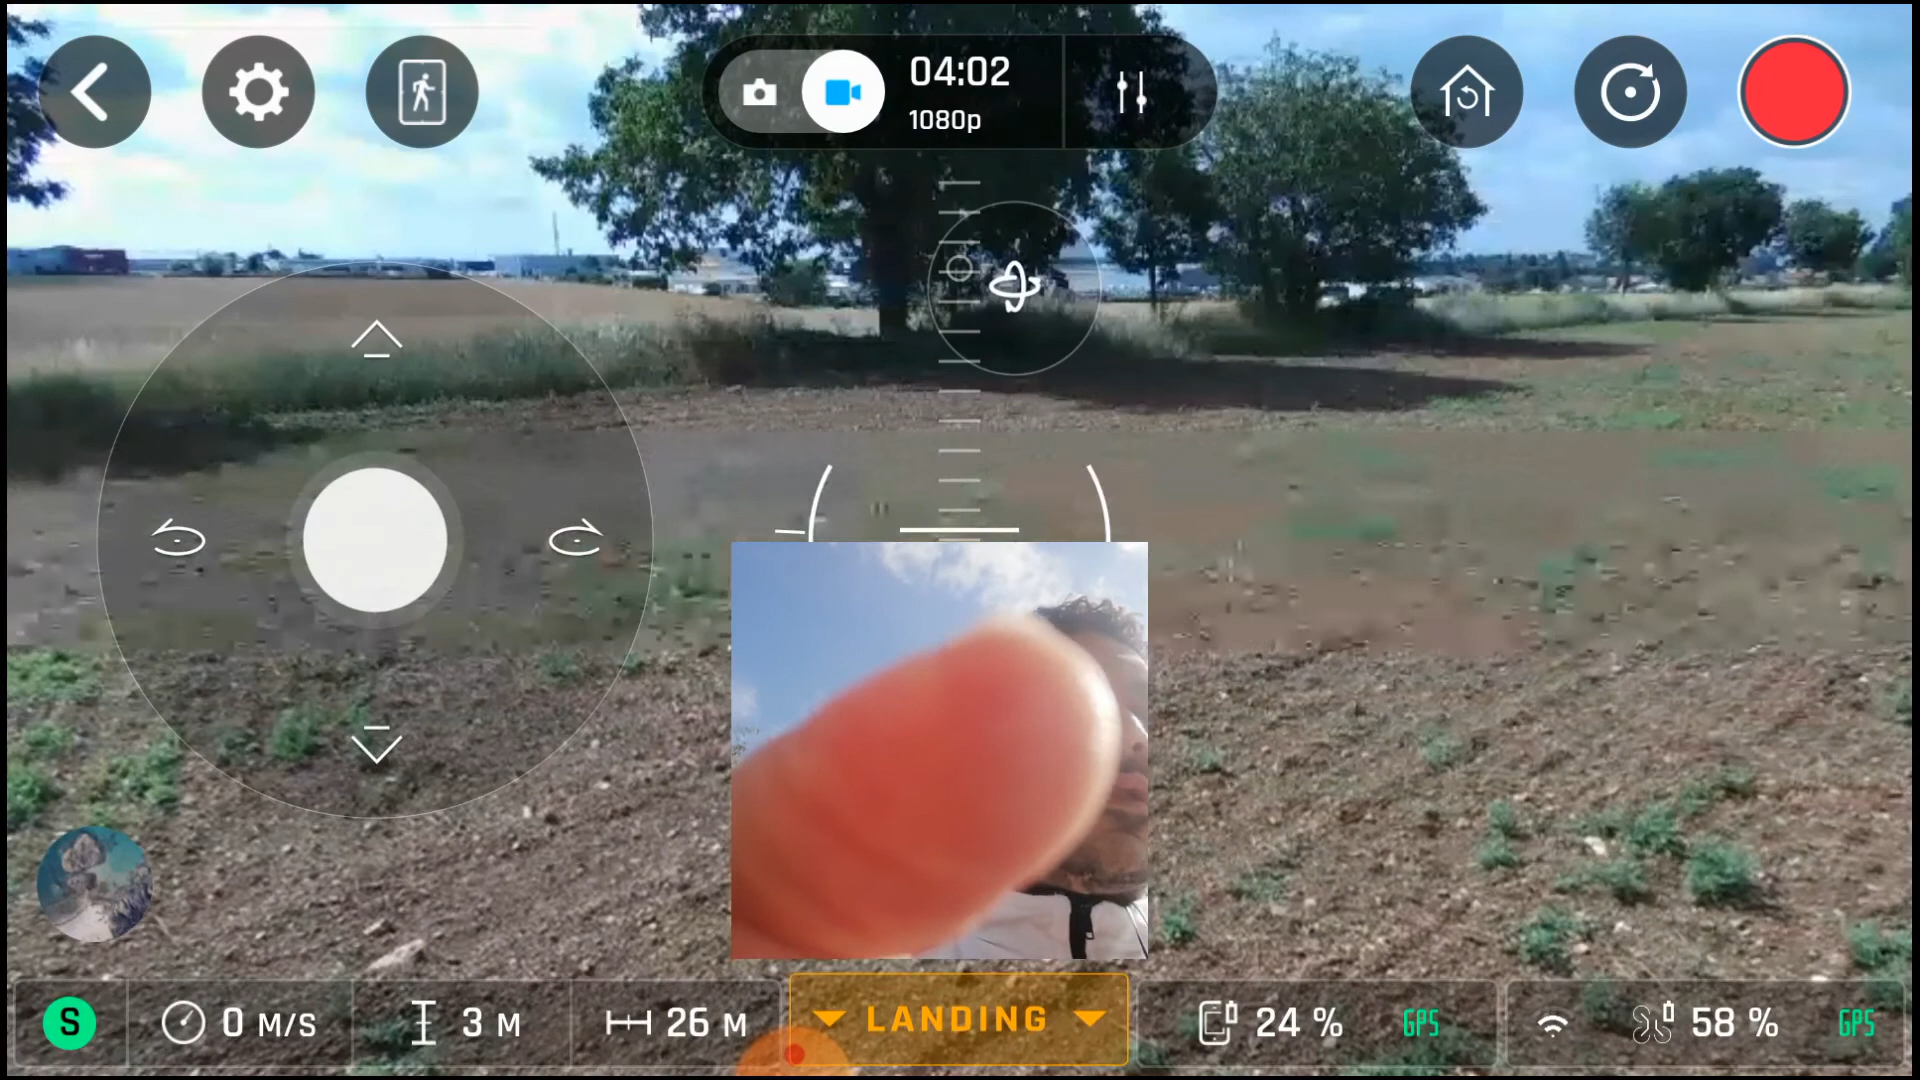 04:02
1080p
S
0 M/S
3 M
26 M
LANDING
24 %
GPS
58 %
GPS